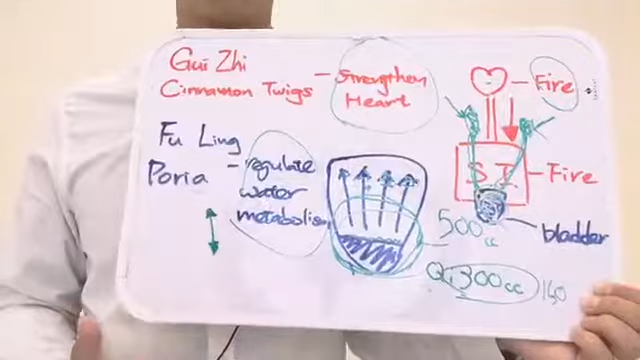 Gui Zhi
Cinnamon Twigs - Strengthen
Heart
Fire
Fu Ling
Poria - regulate
water
metabolism
S.I. - Fire
bladder
500cc
Qi 300cc 140